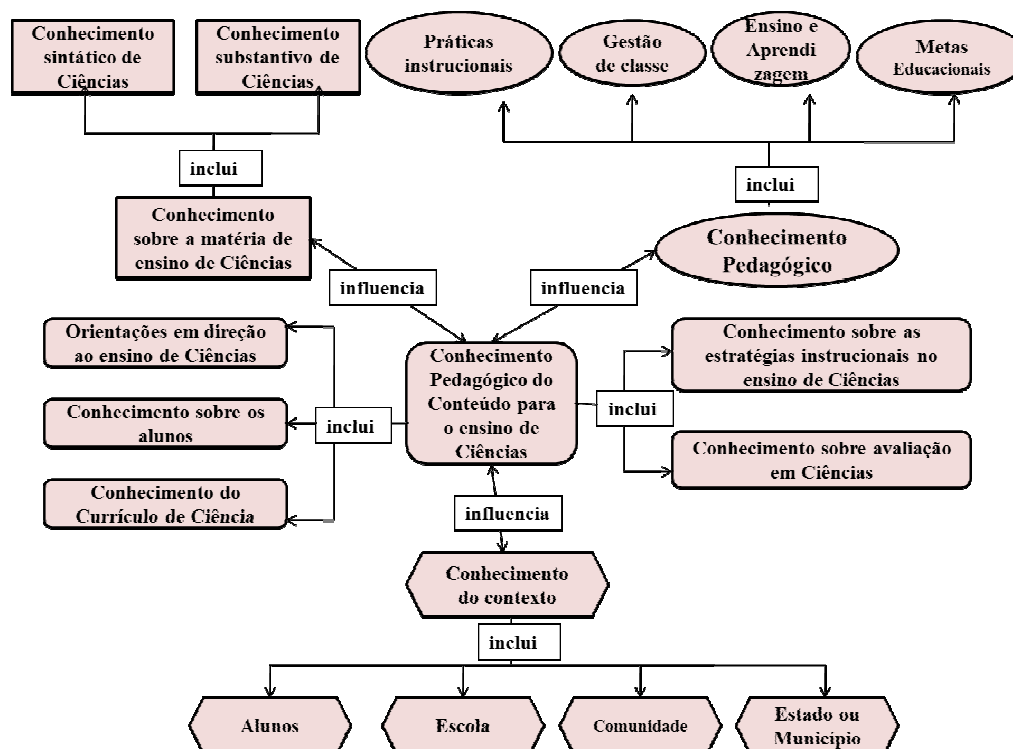 Conhecimento
sintático de
Ciências
Conhecimento
substantivo de
Ciências
Práticas
instrucionais
Gestão
de classe
Ensino e
Aprendi
zagem
Metas
Educacionais
inclui
inclui
Conhecimento
sobre a matéria de
ensino de Ciências
Conhecimento
Pedagógico
influencia
influencia
Orientações em direção
ao ensino de Ciências
Conhecimento sobre os
alunos
Conhecimento do
Currículo de Ciência
inclui
Conhecimento
Pedagógico do
Conteúdo para
o ensino de
Ciências
inclui
Conhecimento sobre as
estratégias instrucionais no
ensino de Ciências
Conhecimento sobre avaliação
em Ciências
influencia
Conhecimento
do contexto
inclui
Alunos
Escola
Comunidade
Estado ou
Município